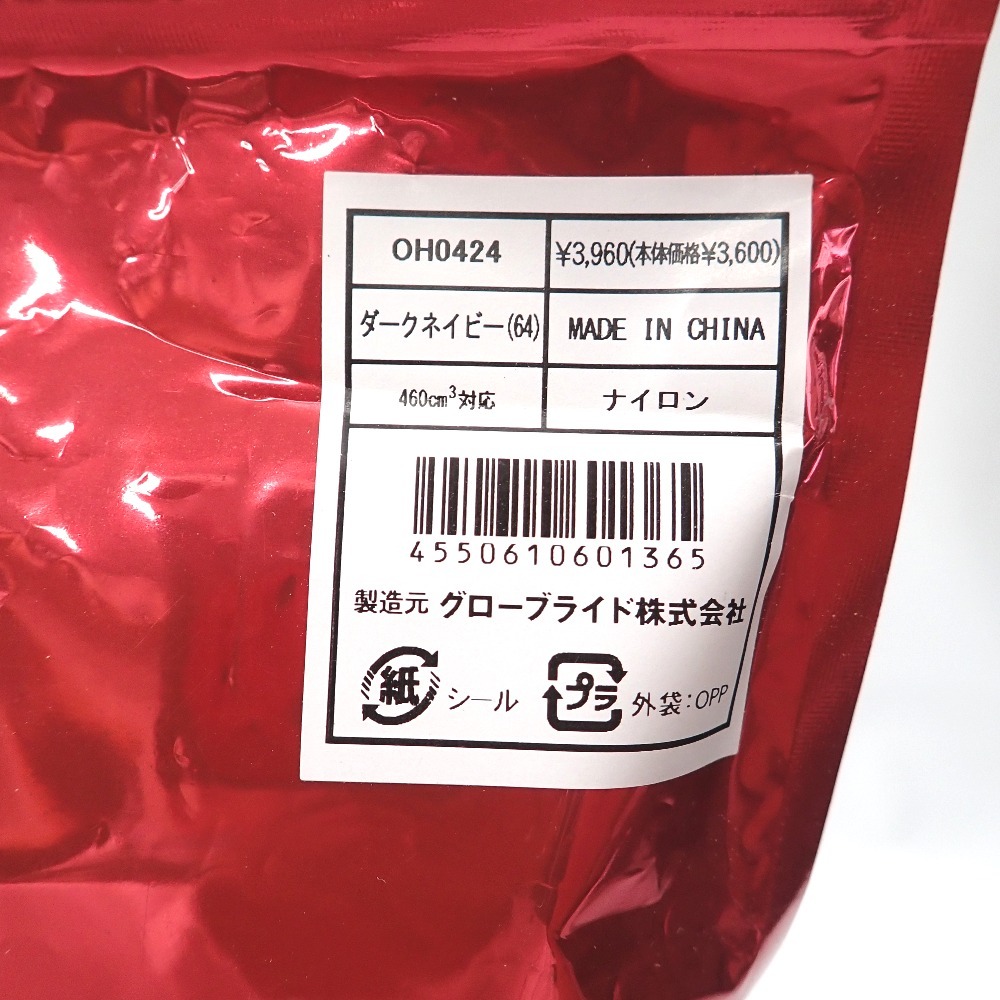 OH0424
¥3,960(本体価格¥3,600)
ダークネイビー(64)
MADE IN CHINA
460cm³対応
ナイロン
4550610601365
製造元 グローブライド株式会社
紙 シール
プラ 外袋:OPP